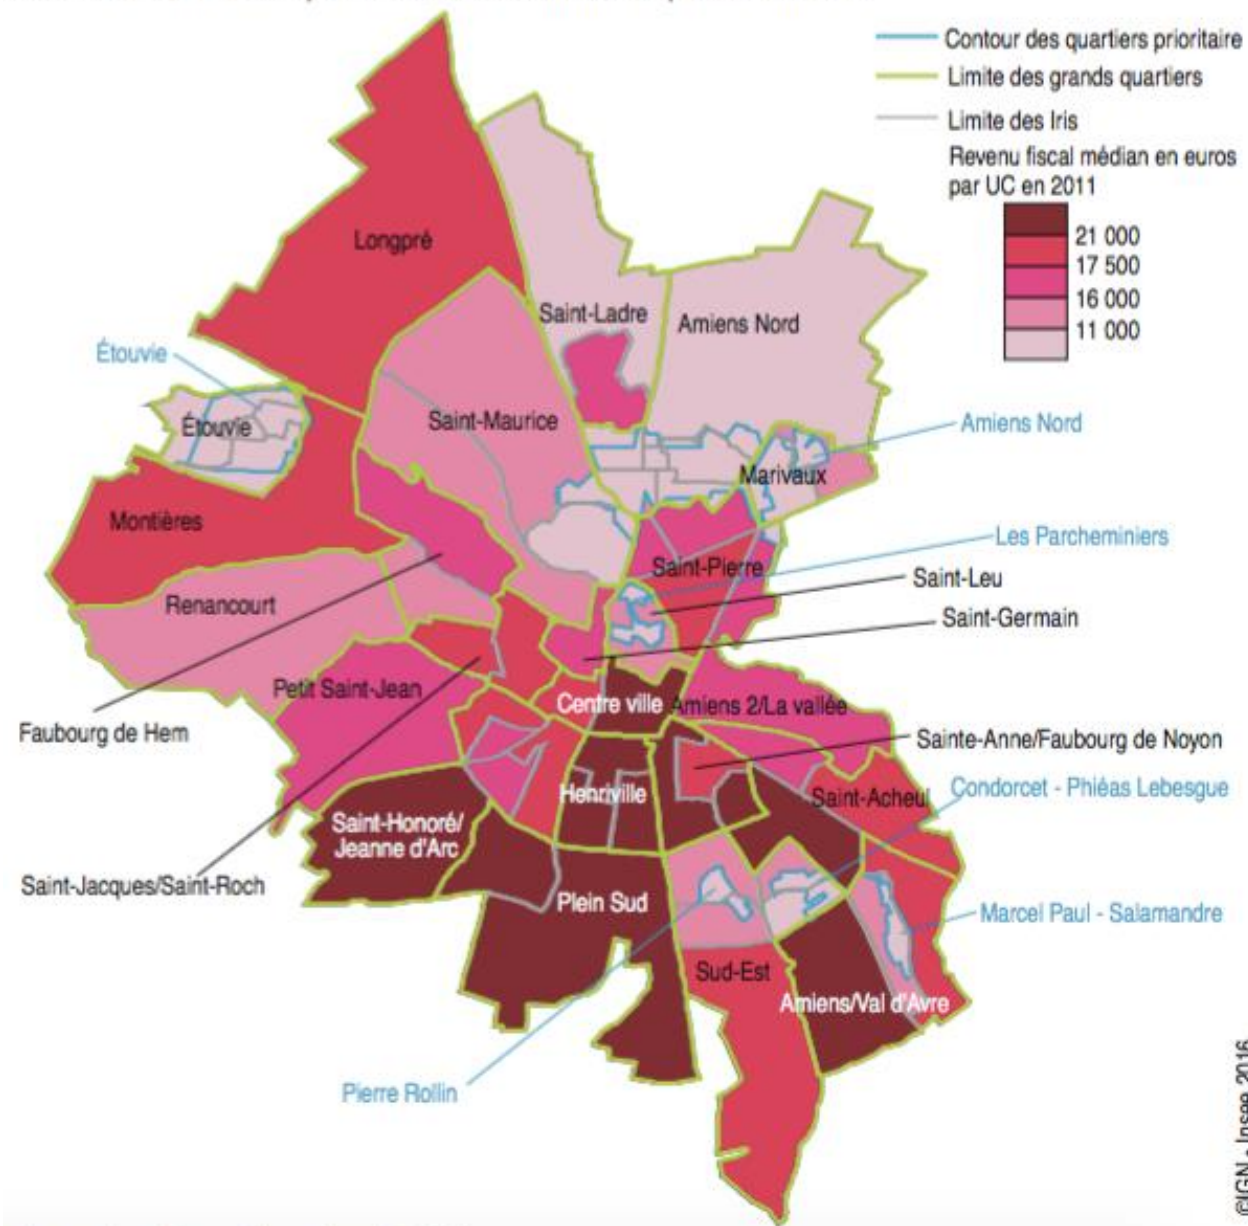 Contour des quartiers prioritaire
Limite des grands quartiers
Limite des Iris
Revenu fiscal médian en euros
par UC en 2011
21 000
17 500
16 000
11 000
Longpré
Saint-Ladre
Amiens Nord
Étouvie
Étouvie
Saint-Maurice
Amiens Nord
Marivaux
Montières
Les Parcheminiers
Saint-Pierre
Saint-Leu
Renancourt
Saint-Germain
Petit Saint-Jean
Centre ville
Amiens 2/La vallée
Faubourg de Hem
Sainte-Anne/Faubourg de Noyon
Condorcet - Phiéas Lebesgue
Henriville
Saint-Acheul
Saint-Honoré/
Jeanne d'Arc
Saint-Jacques/Saint-Roch
Plein Sud
Marcel Paul - Salamandre
Sud-Est
Amiens/Val d'Avre
Pierre Rollin
©IGN - Insee 2016